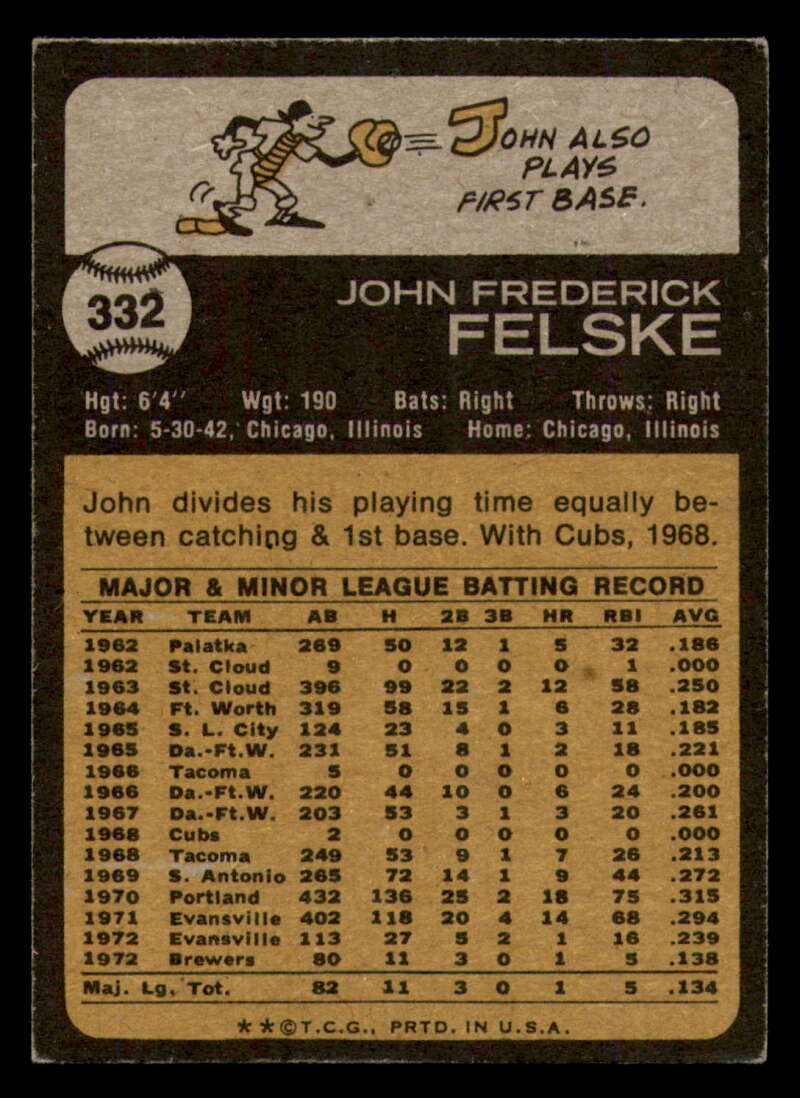 JOHN ALSO
PLAYS
FIRST BASE.
332
JOHN FREDERICK
FELSKE
Hgt: 6'4" Wgt: 190 Bats: Right Throws: Right
Born: 5-30-42, Chicago, Illinois Home: Chicago, Illinois
John divides his playing time equally be-
tween catching & 1st base. With Cubs, 1968.
MAJOR & MINOR LEAGUE BATTING RECORD
YEAR TEAM AB H 2B 3B HR RBI AVG
1962 Palatka 269 50 12 1 5 32 .186
1962 St. Cloud 9 0 0 0 0 1 .000
1963 St. Cloud 396 99 22 2 12 58 .250
1964 Ft. Worth 319 58 15 1 6 28 .182
1965 S. L. City 124 23 4 0 3 11 .185
1965 Da.-Ft.W. 231 51 8 1 2 18 .221
1966 Tacoma 5 0 0 0 0 0 .000
1966 Da.-Ft.W. 220 44 10 0 6 24 .200
1967 Da.-Ft.W. 203 53 3 1 3 20 .261
1968 Cubs 2 0 0 0 0 0 .000
1968 Tacoma 249 53 9 1 7 26 .213
1969 S. Antonio 265 72 14 1 9 44 .272
1970 Portland 432 136 25 2 18 75 .315
1971 Evansville 402 118 20 4 14 68 .294
1972 Evansville 113 27 5 2 1 16 .239
1972 Brewers 80 11 3 0 1 5 .138
Maj. Lg. Tot. 82 11 3 0 1 5 .134
**©T.C.G., PRTD. IN U.S.A.